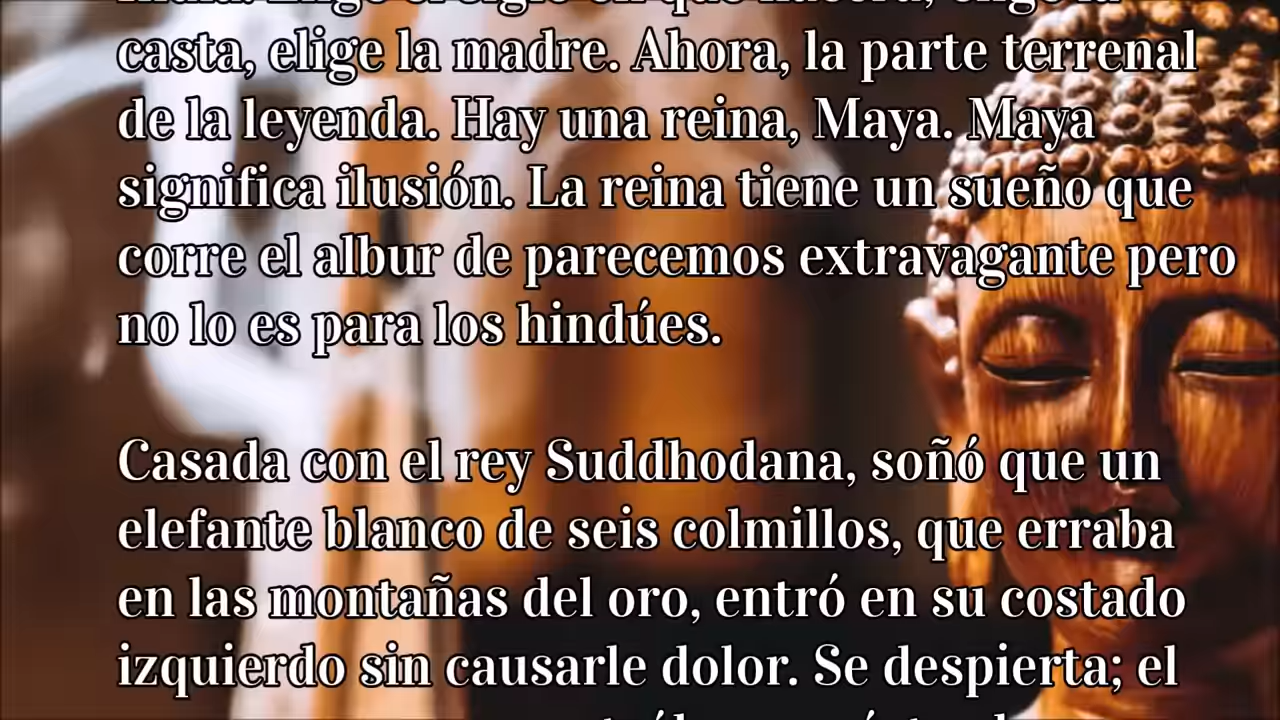 casta, elige la madre. Ahora, la parte terrenal
de la leyenda. Hay una reina, Maya. Maya
significa ilusión. La reina tiene un sueño que
corre el albur de parecemos extravagante pero
no lo es para los hindúes.
Casada con el rey Suddhodana, soñó que un
elefante blanco de seis colmillos, que erraba
en las montañas del oro, entró en su costado
izquierdo sin causarle dolor. Se despierta; el